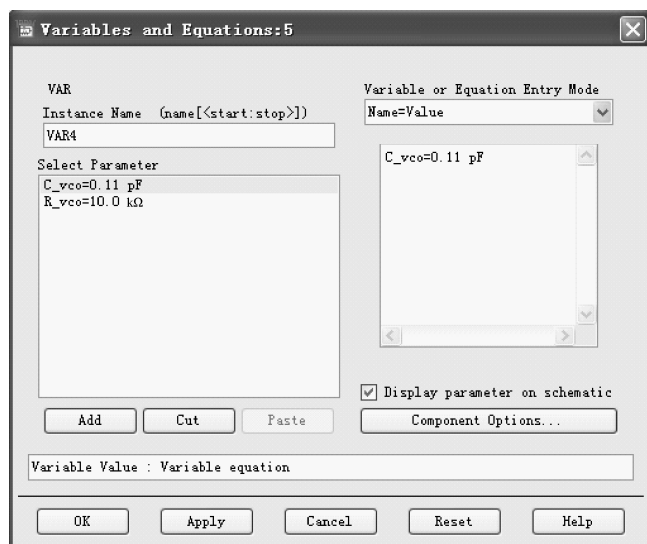 Variables and Equations:5
VAR
Instance Name (name[<start:stop>])
VAR4
Select Parameter
C_vco=0.11 pF
R_vco=10.0 kΩ
Add
Cut
Paste
Variable or Equation Entry Mode
Name=Value
C_vco=0.11 pF
Display parameter on schematic
Component Options...
Variable Value : Variable equation
OK
Apply
Cancel
Reset
Help